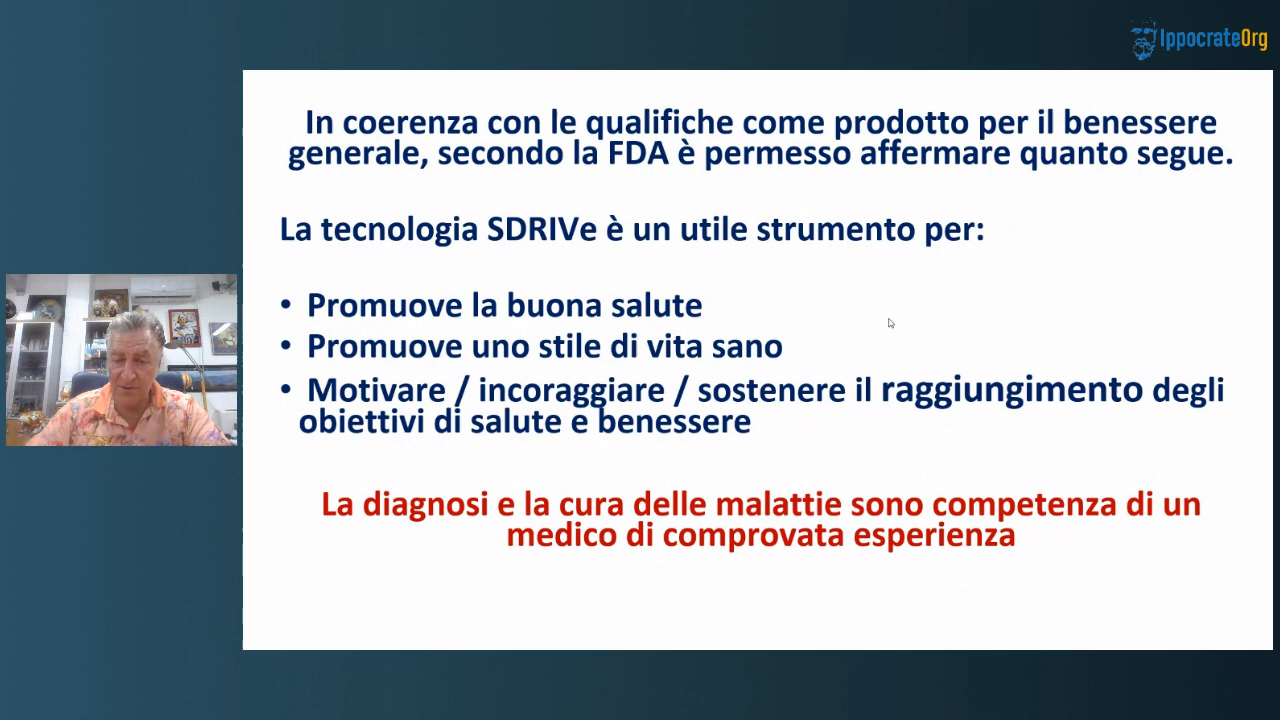 IppocrateOrg
In coerenza con le qualifiche come prodotto per il benessere
generale, secondo la FDA è permesso affermare quanto segue.
La tecnologia SDRIVe è un utile strumento per:
• Promuove la buona salute
• Promuove uno stile di vita sano
• Motivare / incoraggiare / sostenere il raggiungimento degli
obiettivi di salute e benessere
La diagnosi e la cura delle malattie sono competenza di un
medico di comprovata esperienza